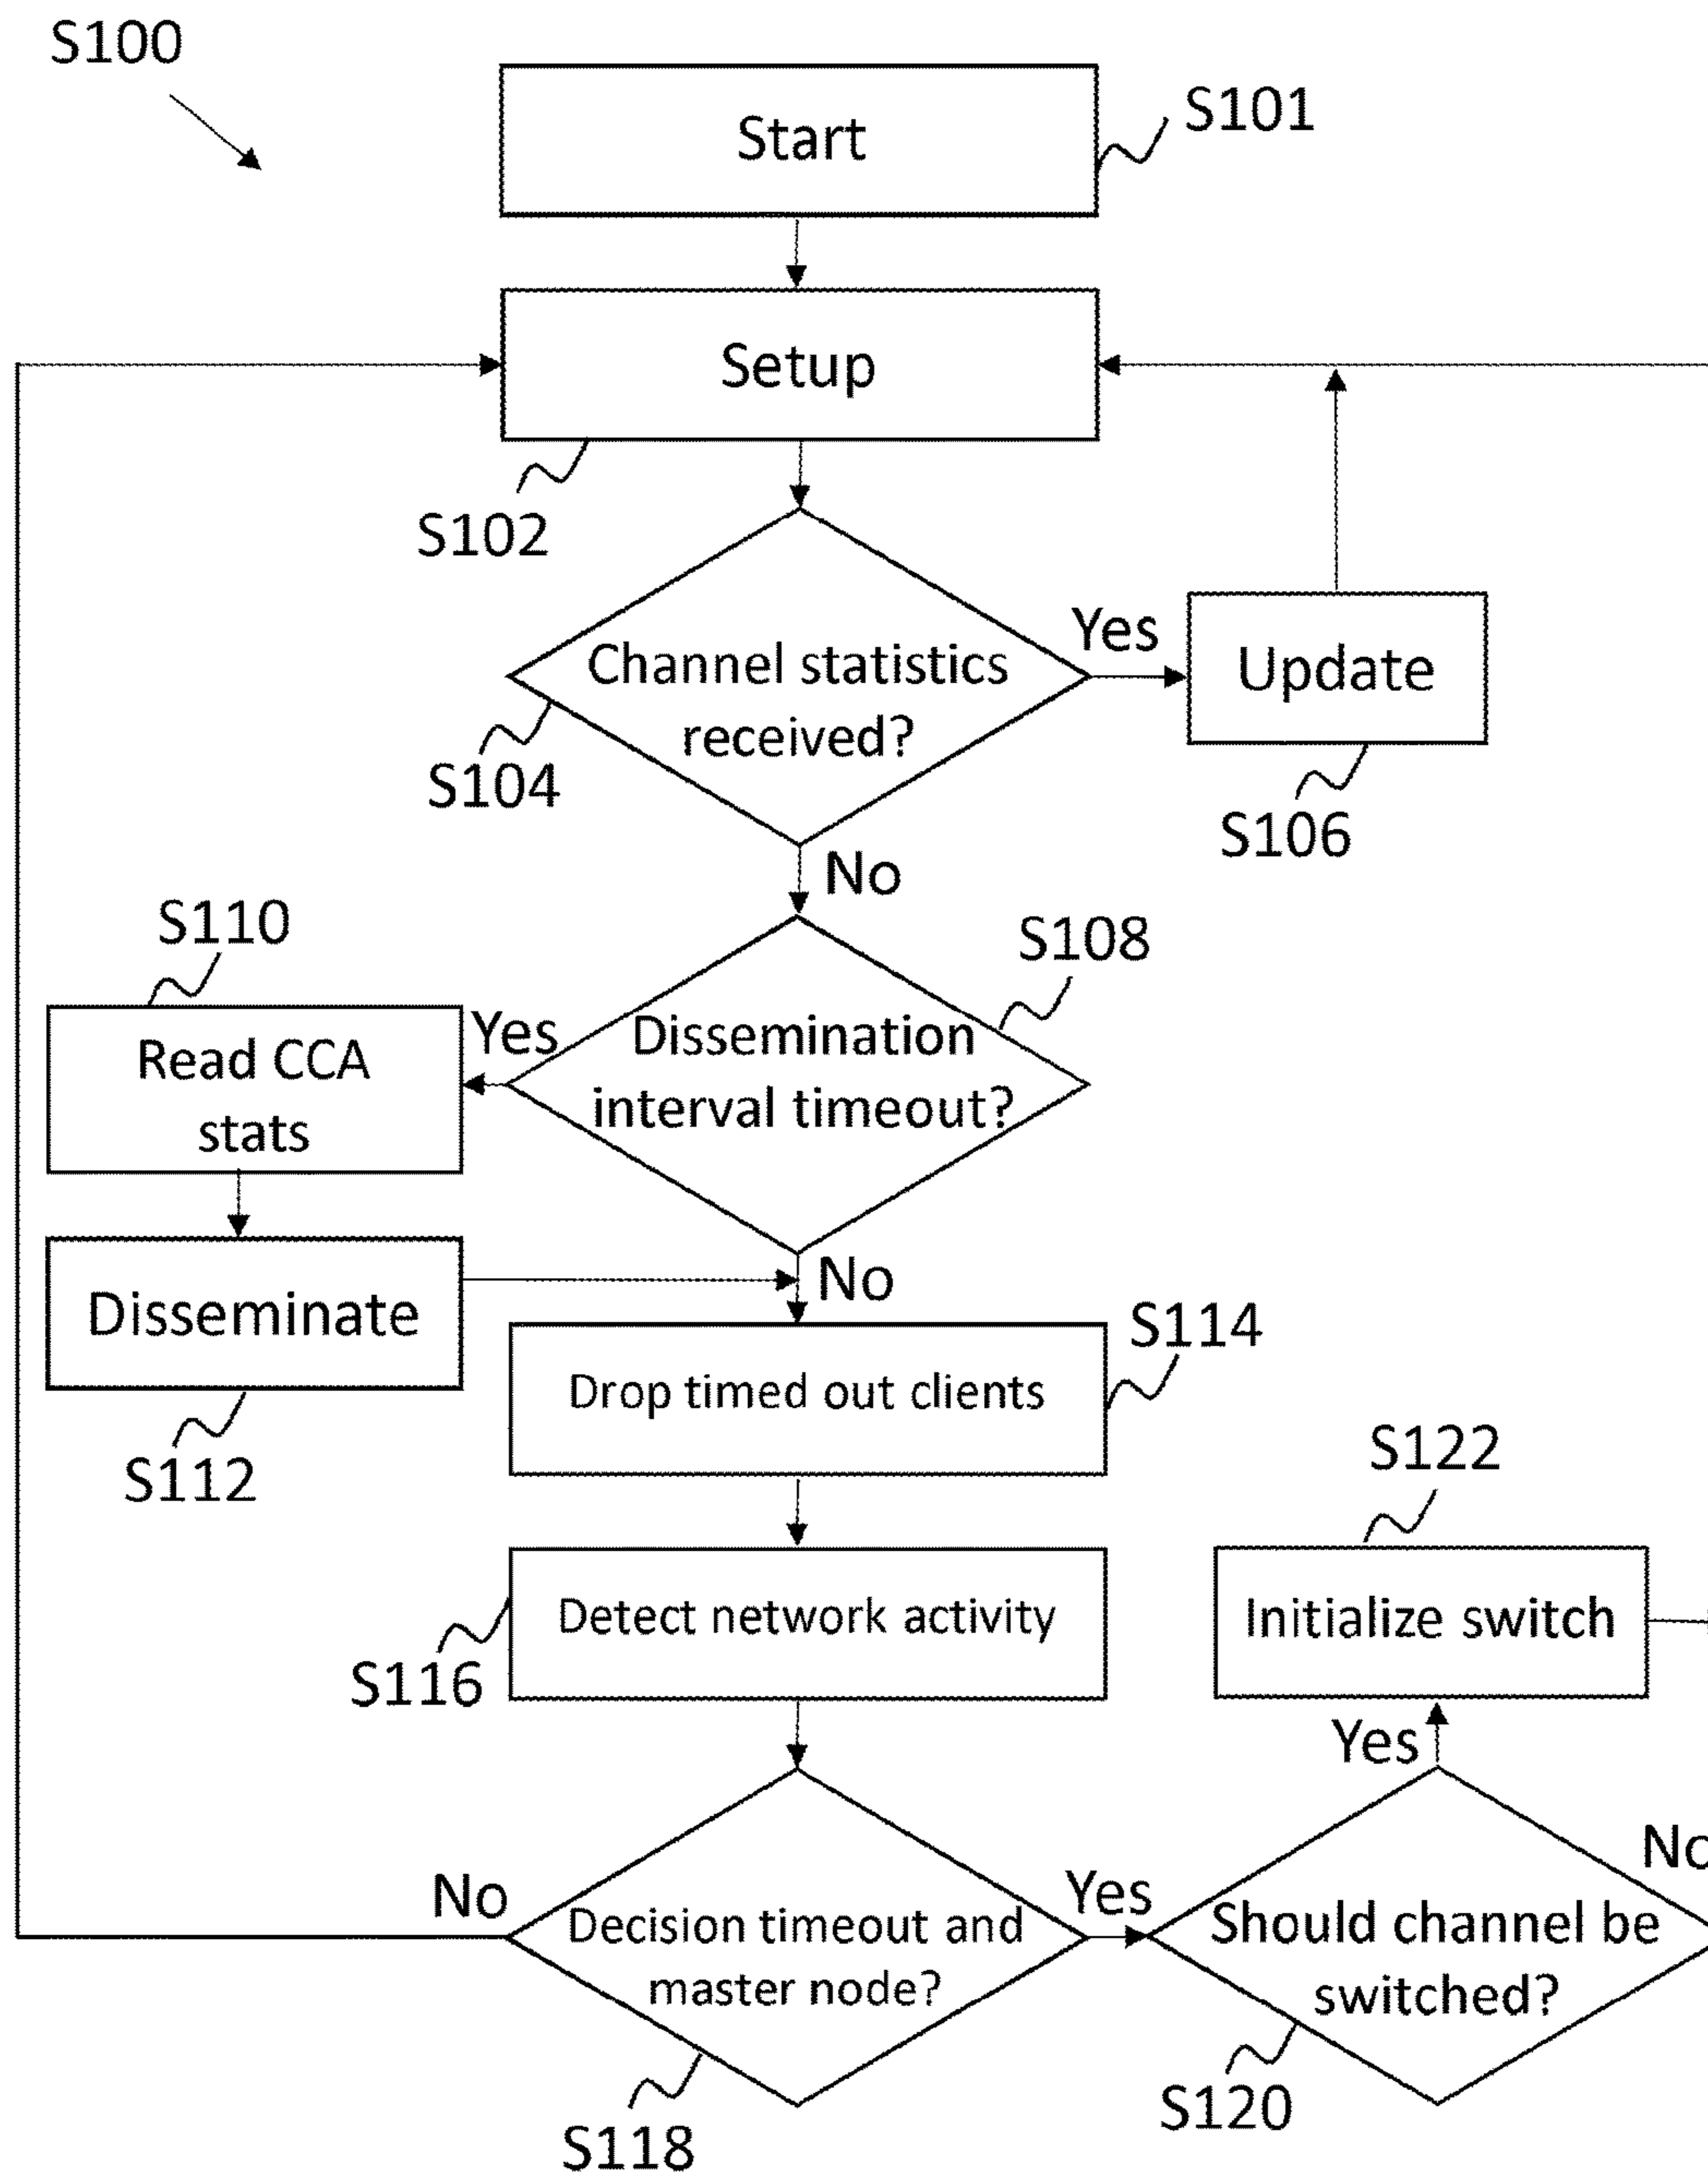 S100
Start
S101
Setup
S102
Channel statistics
received?
Yes
Update
S104
S106
No
S110
S108
Read CCA
stats
Yes
Dissemination
interval timeout?
Disseminate
No
S112
Drop timed out clients
S114
Detect network activity
S116
S122
Initialize switch
Yes
No
Decision timeout and
master node?
Yes
No
Should channel be
switched?
S118
S120